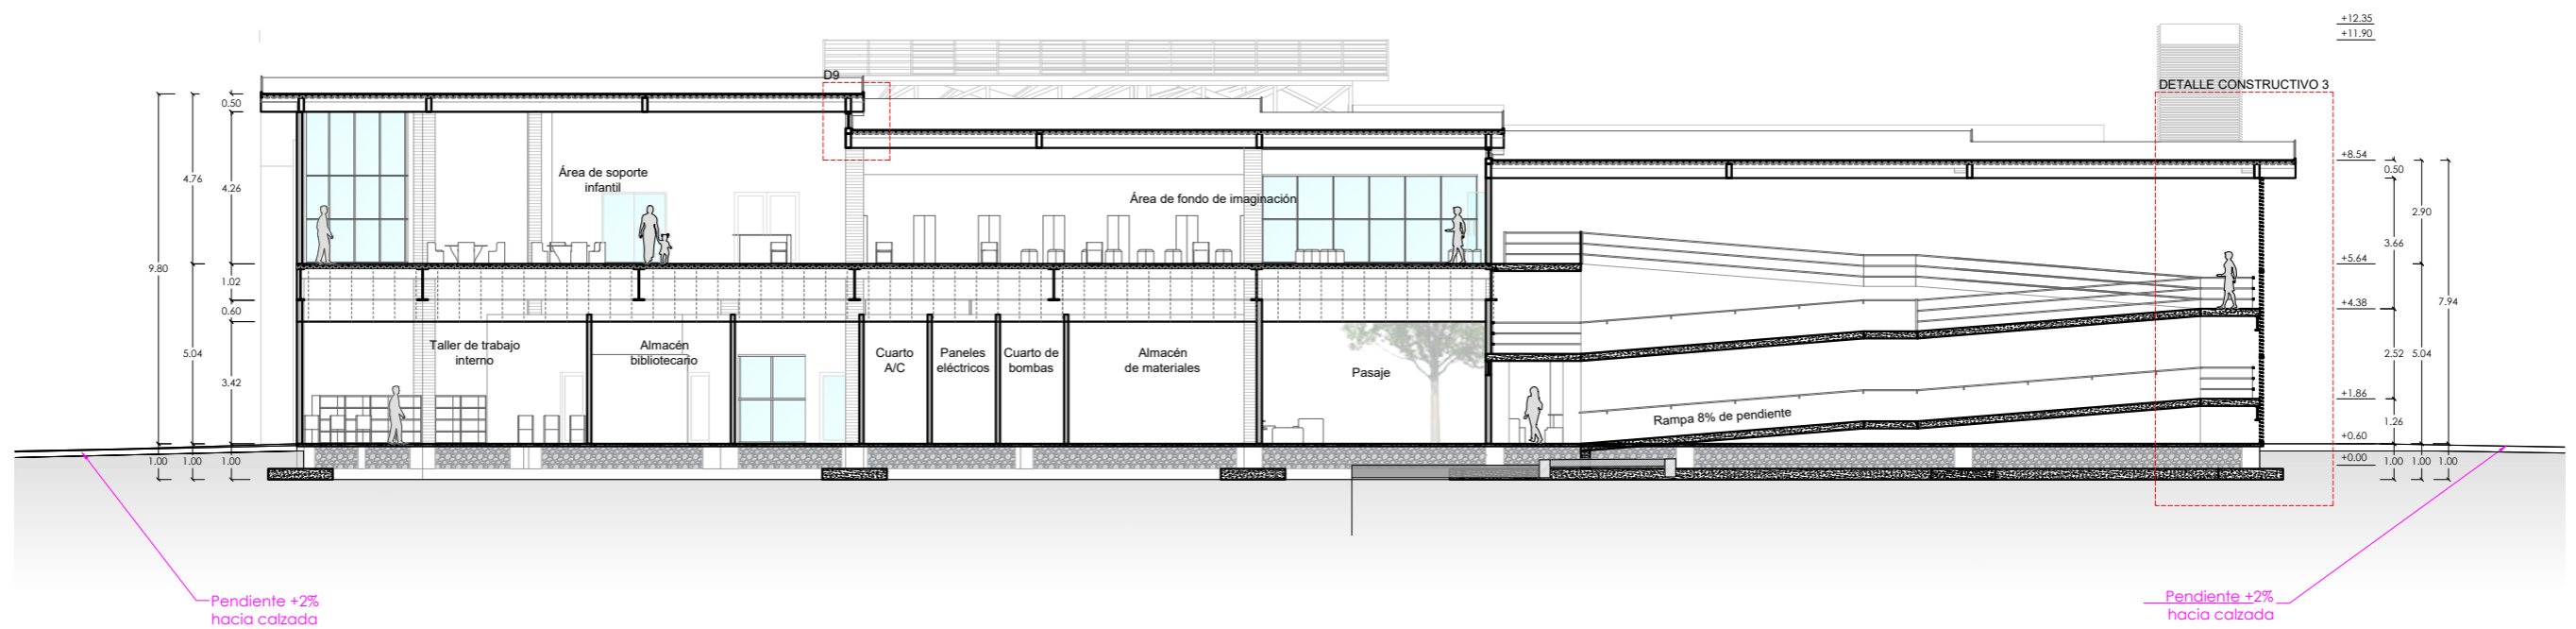 +12.35
+11.90
D9
DETALLE CONSTRUCTIVO 3
0.50
4.76
4.26
9.80
1.02
0.60
5.04
3.42
1.00
1.00
1.00
Área de soporte
infantil
Área de fondo de imaginación
Taller de trabajo
interno
Almacén
bibliotecario
Cuarto
A/C
Paneles
eléctricos
Cuarto de
bombas
Almacén
de materiales
Pasaje
Rampa 8% de pendiente
+8.54
0.50
2.90
3.66
+5.64
+4.38
7.94
2.52
5.04
+1.86
1.26
+0.60
+0.00
1.00
1.00
1.00
Pendiente +2%
hacia calzada
Pendiente +2%
hacia calzada